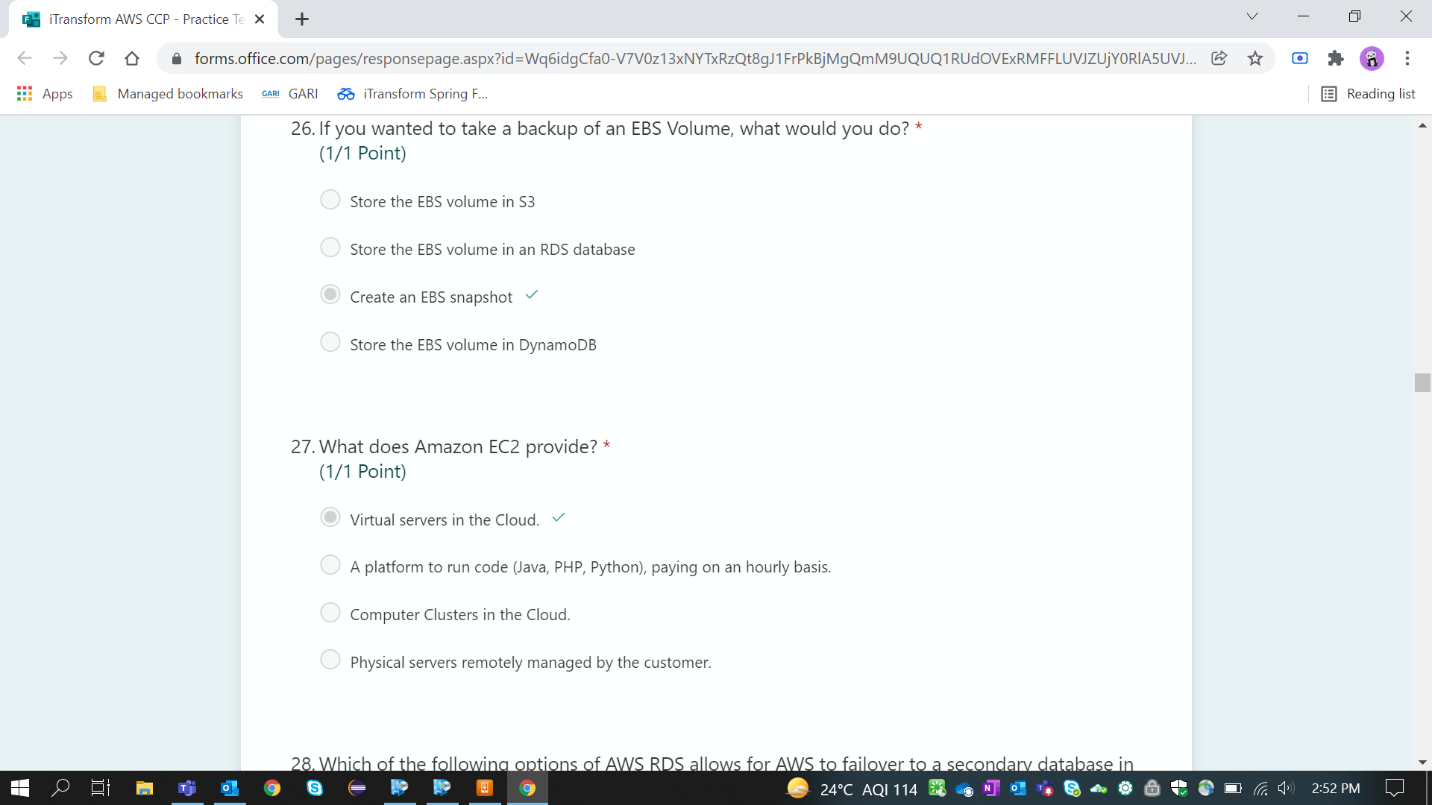 iTransform AWS CCP - Practice Te
forms.office.com/pages/responsepage.aspx?id=Wq6idgCfa0-V7V0z13xNYTxRzQt8gJ1FrPkBjMgQmM9UQUQ1RUdOVExRMFFLUVJZUjY0RlA5UVJ...
Apps Managed bookmarks GARI GARI iTransform Spring F... Reading list
26. If you wanted to take a backup of an EBS Volume, what would you do? *
(1/1 Point)
Store the EBS volume in S3
Store the EBS volume in an RDS database
Create an EBS snapshot
Store the EBS volume in DynamoDB
27. What does Amazon EC2 provide? *
(1/1 Point)
Virtual servers in the Cloud.
A platform to run code (Java, PHP, Python), paying on an hourly basis.
Computer Clusters in the Cloud.
Physical servers remotely managed by the customer.
28. Which of the following options of AWS RDS allows for AWS to failover to a secondary database in
24°C AQI 114 2:52 PM